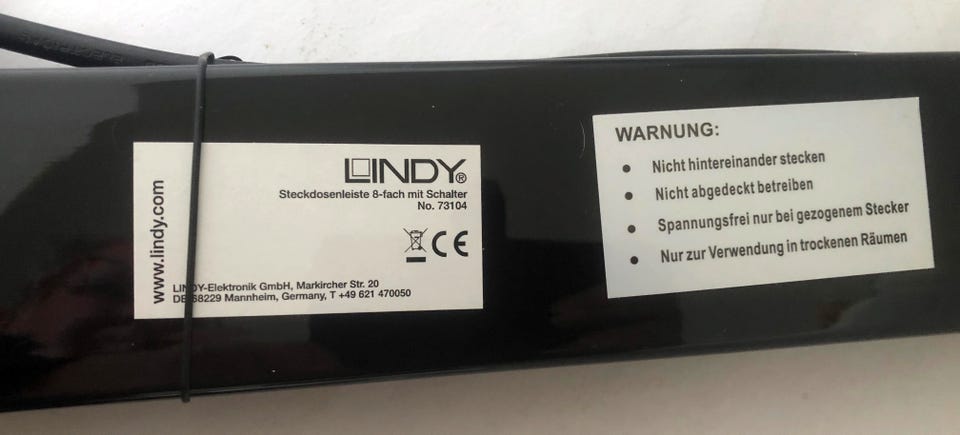 www.lindy.com
LINDY®
Steckdosenleiste 8-fach mit Schalter
No. 73104
CE
LINDY-Elektronik GmbH, Markircher Str. 20
DE-68229 Mannheim, Germany, T +49 621 470050
WARNUNG:
• Nicht hintereinander stecken
• Nicht abgedeckt betreiben
• Spannungsfrei nur bei gezogenem Stecker
• Nur zur Verwendung in trockenen Räumen